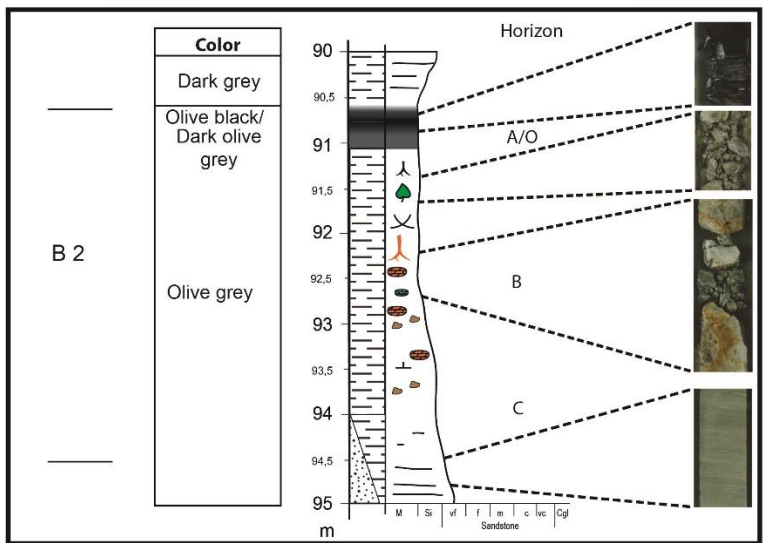 Horizon
Color
Dark grey
Olive black/
Dark olive
grey
Olive grey
B 2
90
90,5
91
91,5
92
92,5
93
93,5
94
94,5
95
m
A/O
B
C
M Si vf f m c vc Cgl
Sandstone